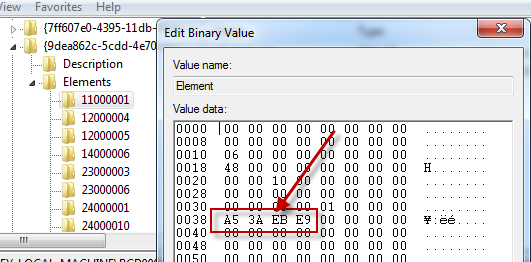 EW Favorites Help
{7ff607e0-4395-11db-
{9dea862c-5cdd-4e70
Description
Elements
11000001
12000004
12000005
14000006
23000003
23000006
24000001
24000010
Edit Binary Value
Value name:
Element
Value data:
0000 00 00 00 00 00 00 00 00 ........
0008 00 00 00 00 00 00 00 00 ........
0010 06 00 00 00 00 00 00 00 ........
0018 48 00 00 00 00 00 00 00 H.......
0020 00 00 10 00 00 00 00 00 ........
0028 00 00 00 00 00 00 00 00 ........
0030 00 00 00 00 01 00 00 00 ........
0038 A5 3A EB E9 00 00 00 00 ¥:ëé....
0040 00 00 00 00 00 00 00 00 ........
0048 00 00 00 00 00 00 00 00 ........
0050 00 00 00 00 00 00 00 00 ........